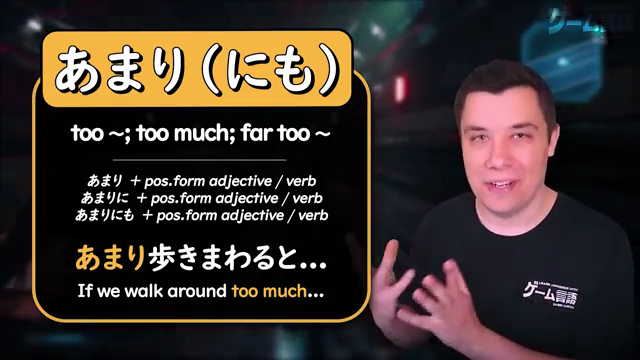 あまり（にも）
too ~; too much; far too ~
あまり + pos.form adjective / verb
あまりに + pos.form adjective / verb
あまりにも + pos.form adjective / verb
あまり歩きまわると...
If we walk around too much...
ゲーム言語
ゲーム言語